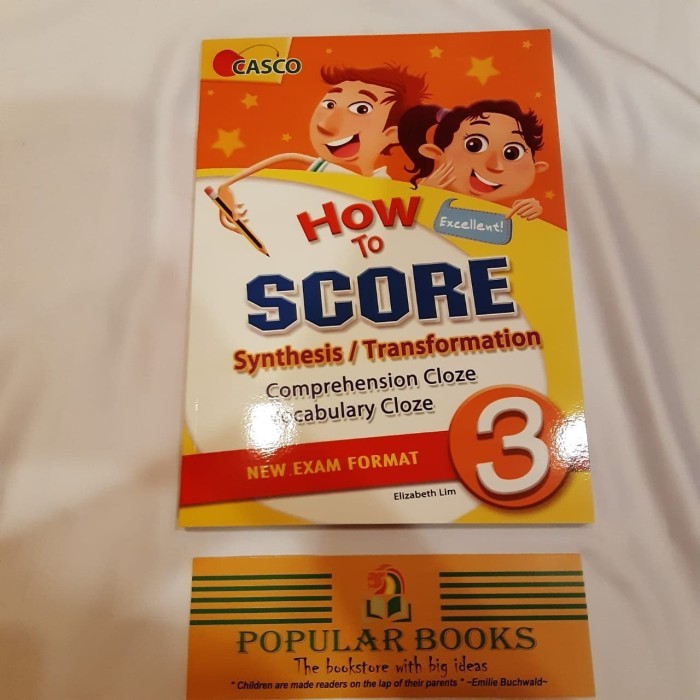 CASCO
Excellent!
HOW
TO
SCORE
Synthesis / Transformation
Comprehension Cloze
Vocabulary Cloze
NEW EXAM FORMAT
3
Elizabeth Lim
POPULAR BOOKS
The bookstore with big ideas
" Children are made readers on the lap of their parents " ~Emilie Buchwald~